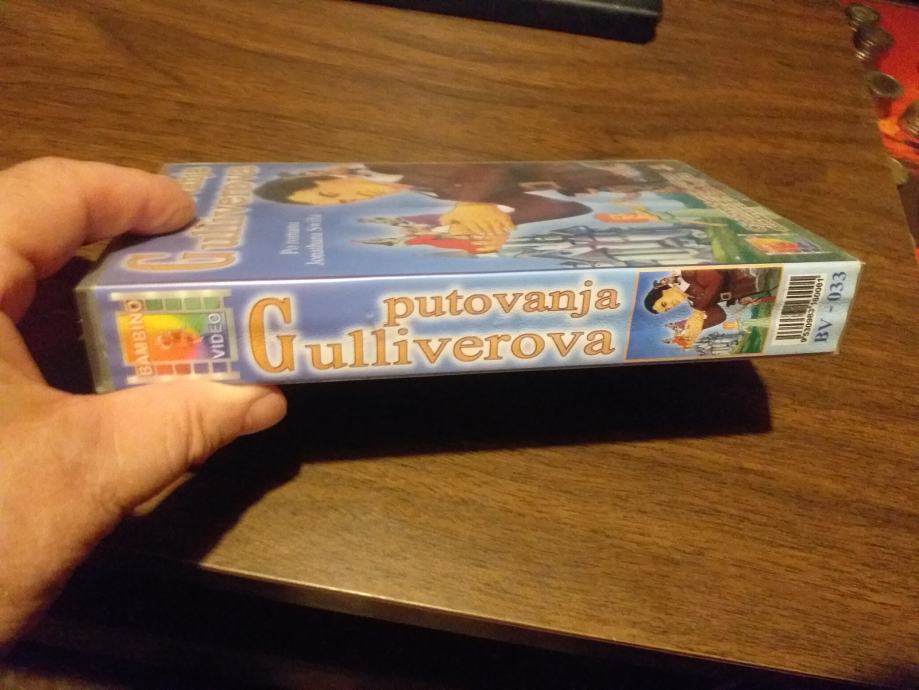 Gulliverova
Po romanu
Jonathana Swifta
BAMBINO
VIDEO
putovanja
Gulliverova
BV - 033